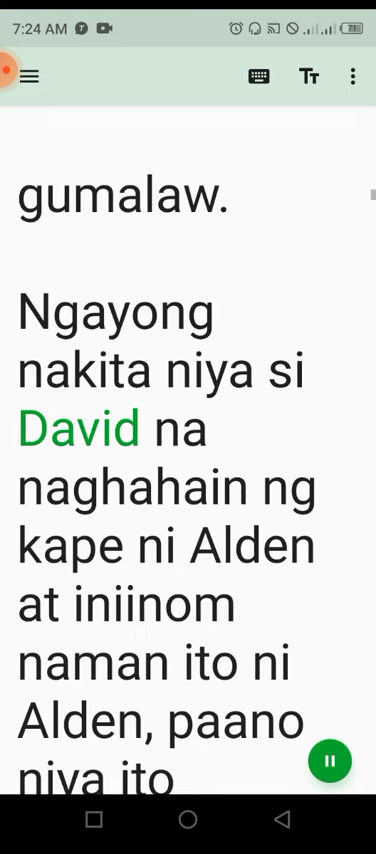 7:24 AM
gumalaw.
Ngayong
nakita niya si
David na
naghahain ng
kape ni Alden
at iniinom
naman ito ni
Alden, paano
niya ito